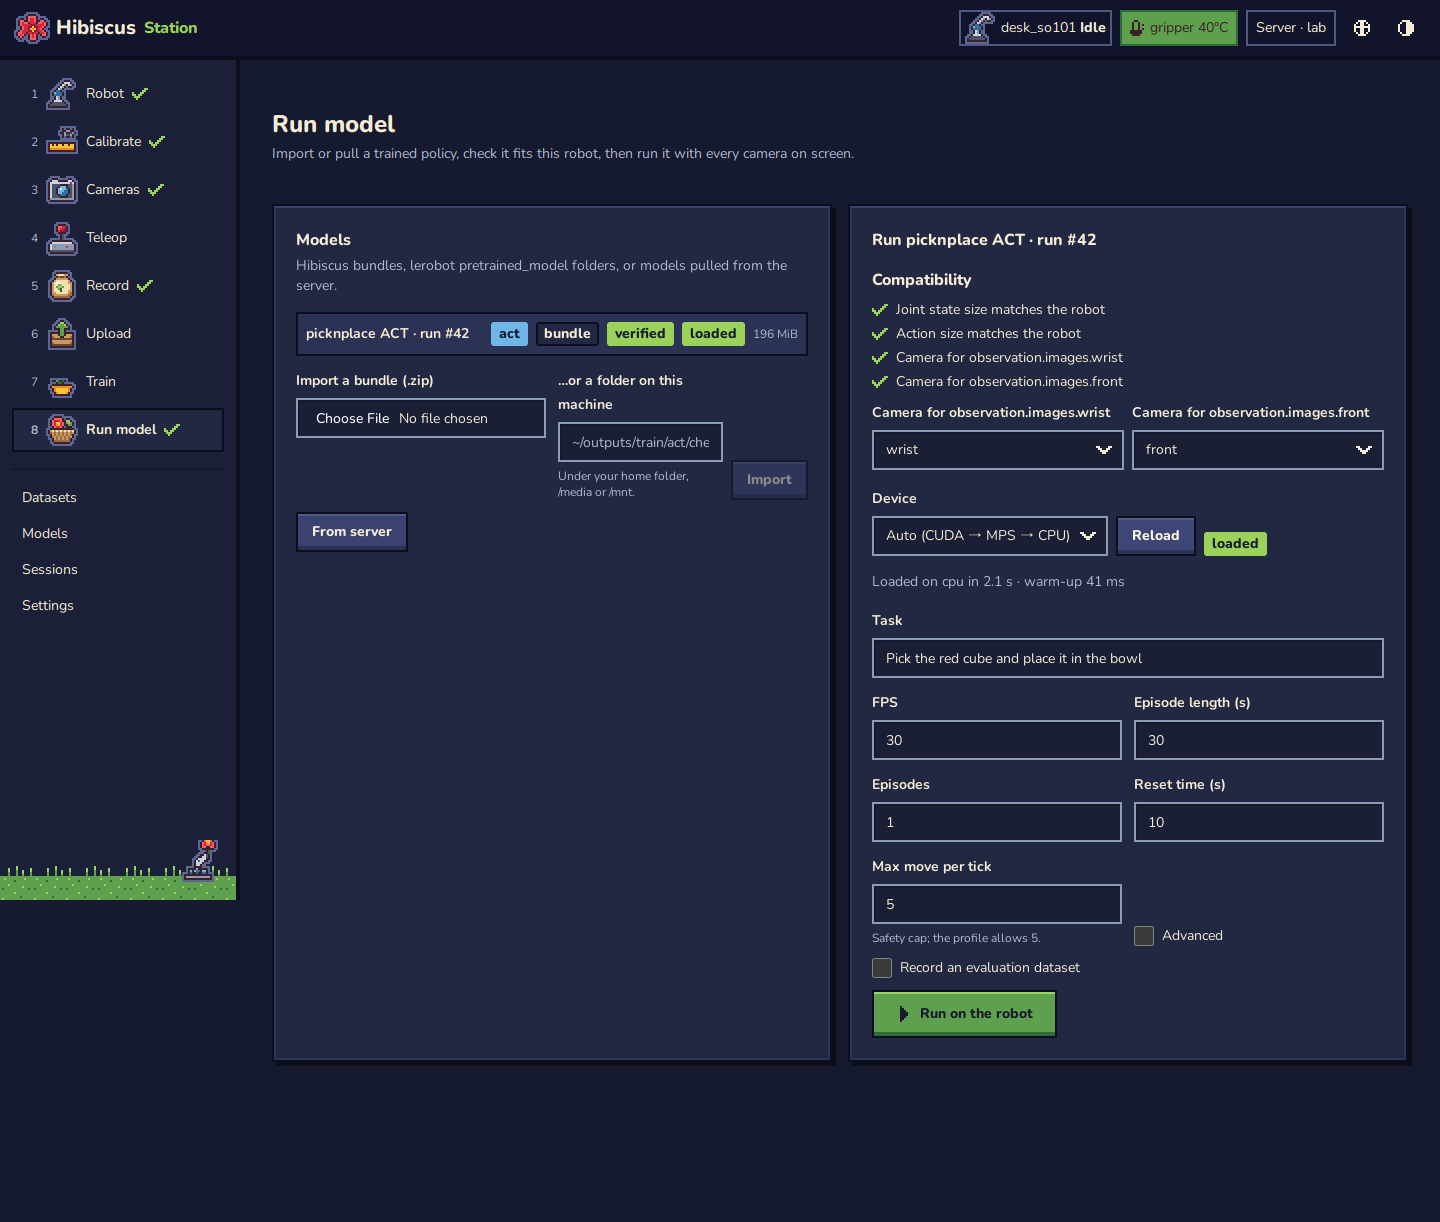 Hibiscus Station
desk_so101 Idle
gripper 40°C
Server · lab
1 Robot
2 Calibrate
3 Cameras
4 Teleop
5 Record
6 Upload
7 Train
8 Run model
Datasets
Models
Sessions
Settings
Run model
Import or pull a trained policy, check it fits this robot, then run it with every camera on screen.
Models
Hibiscus bundles, lerobot pretrained_model folders, or models pulled from the
server.
picknplace ACT · run #42 act bundle verified loaded 196 MiB
Import a bundle (.zip)
Choose File No file chosen
...or a folder on this
machine
~/outputs/train/act/che
Under your home folder,
/media or /mnt.
Import
From server
Run picknplace ACT · run #42
Compatibility
Joint state size matches the robot
Action size matches the robot
Camera for observation.images.wrist
Camera for observation.images.front
Camera for observation.images.wrist
wrist
Camera for observation.images.front
front
Device
Auto (CUDA → MPS → CPU)
Reload
loaded
Loaded on cpu in 2.1 s · warm-up 41 ms
Task
Pick the red cube and place it in the bowl
FPS
30
Episode length (s)
30
Episodes
1
Reset time (s)
10
Max move per tick
5
Safety cap; the profile allows 5.
Advanced
Record an evaluation dataset
Run on the robot